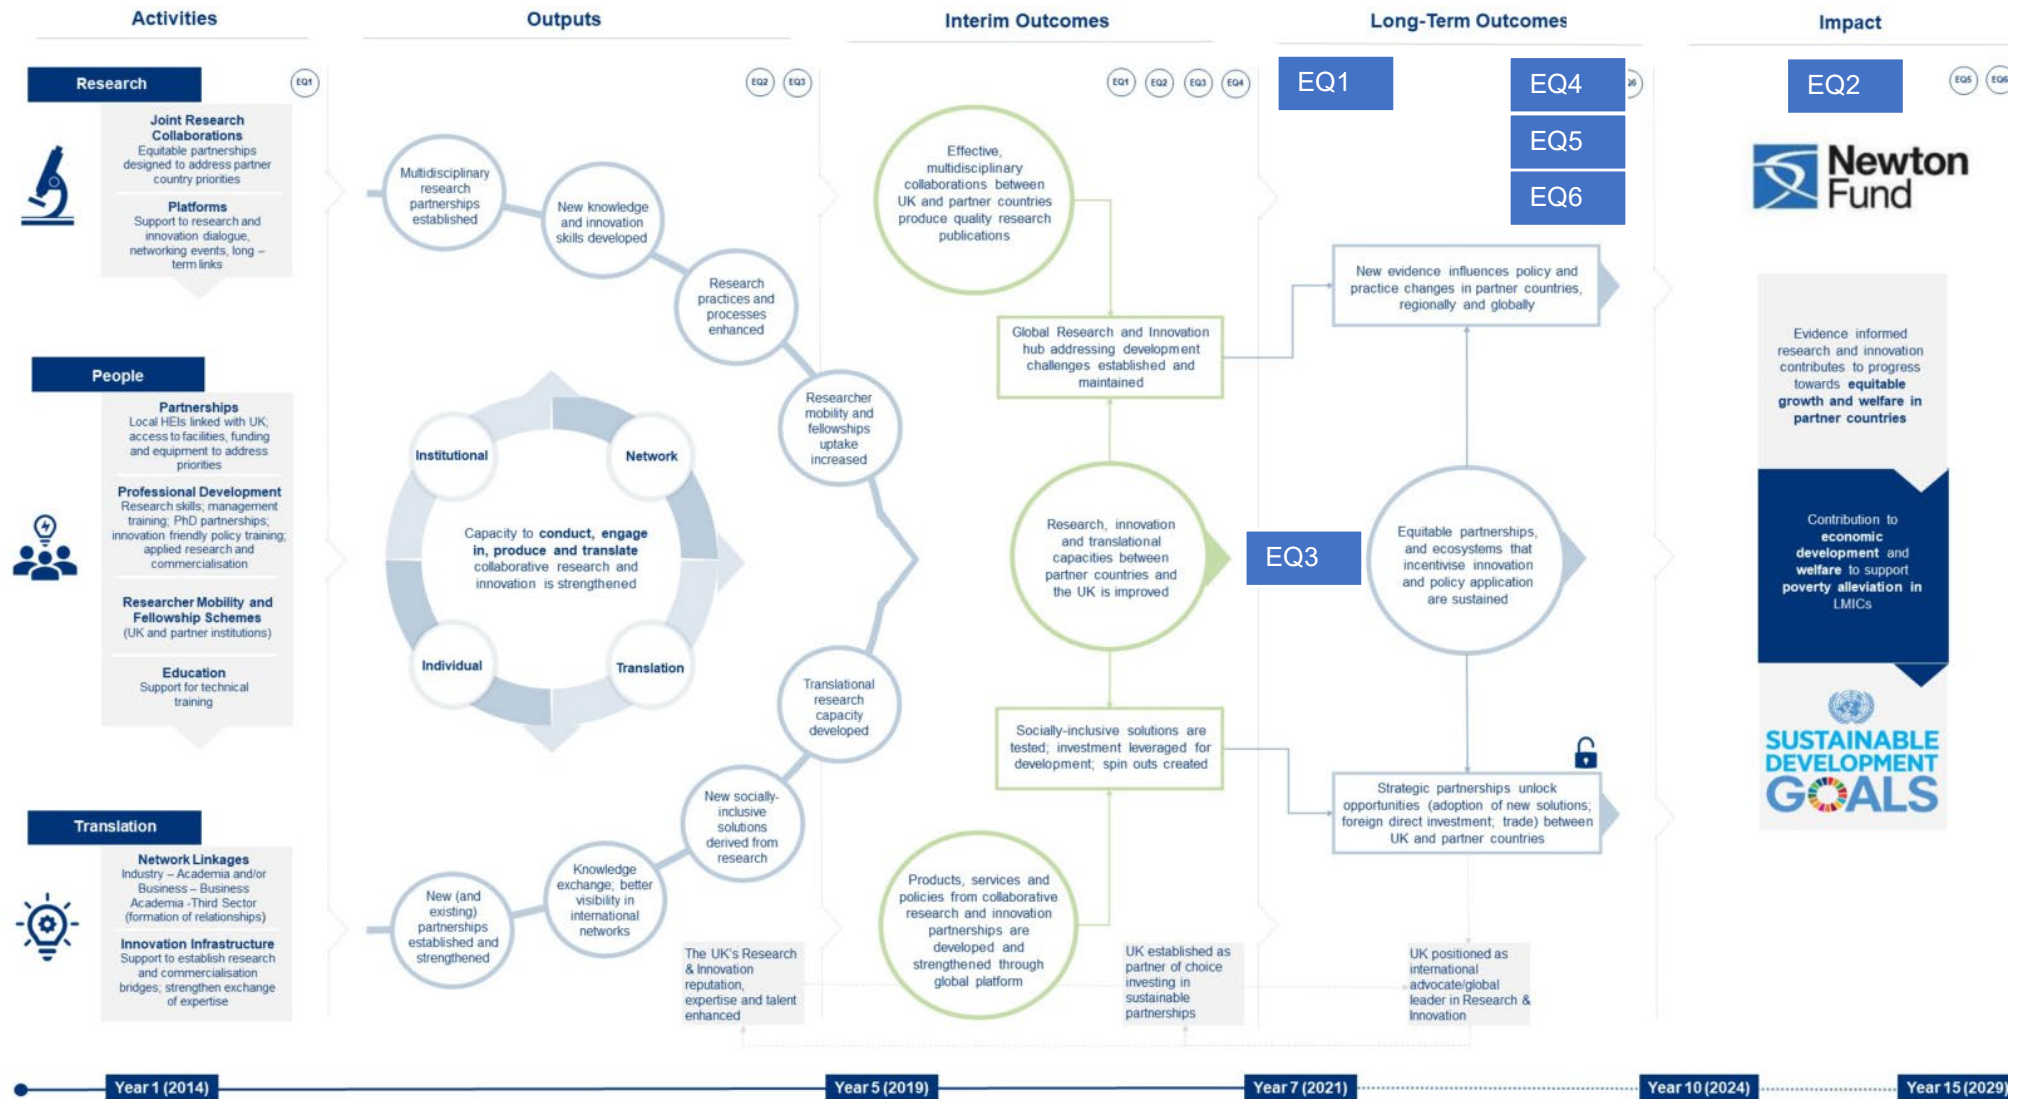 Activities
Outputs
Interim Outcomes
Long-Term Outcomes
Impact
Research
EQ1
EQ2
EQ3
EQ1
EQ2
EQ3
EQ4
EQ1
EQ4
EQ5
EQ6
EQ2
EQ5
EQ6
Joint Research
Collaborations
Equitable partnerships
designed to address partner
country priorities
Platforms
Support to research and
innovation dialogue,
networking events, long –
term links
People
Partnerships
Local HEIs linked with UK;
access to facilities, funding
and equipment to address
priorities
Professional Development
Research skills; management
training; PhD partnerships;
innovation friendly policy training;
applied research and
commercialisation
Researcher Mobility and
Fellowship Schemes
(UK and partner institutions)
Education
Support for technical
training
Translation
Network Linkages
Industry – Academia and/or
Business – Business
Academia -Third Sector
(formation of relationships)
Innovation Infrastructure
Support to establish research
and commercialisation
bridges; strengthen exchange
of expertise
Multidisciplinary
research
partnerships
established
New knowledge
and innovation
skills developed
Research
practices and
processes
enhanced
Researcher
mobility and
fellowships
uptake
increased
Institutional
Network
Capacity to conduct, engage
in, produce and translate
collaborative research and
innovation is strengthened
Individual
Translation
Translational
research
capacity
developed
New socially-
inclusive
solutions
derived from
research
Knowledge
exchange; better
visibility in
international
networks
New (and
existing)
partnerships
established and
strengthened
The UK's Research
& Innovation
reputation,
expertise and talent
enhanced
Effective,
multidisciplinary
collaborations between
UK and partner countries
produce quality research
publications
Global Research and Innovation
hub addressing development
challenges established and
maintained
Research, innovation
and translational
capacities between
partner countries and
the UK is improved
Socially-inclusive solutions are
tested; investment leveraged for
development; spin outs created
Products, services and
policies from collaborative
research and innovation
partnerships are
developed and
strengthened through
global platform
UK established as
partner of choice
investing in
sustainable
partnerships
New evidence influences policy and
practice changes in partner countries,
regionally and globally
EQ3
Equitable partnerships,
and ecosystems that
incentivise innovation
and policy application
are sustained
Strategic partnerships unlock
opportunities (adoption of new solutions;
foreign direct investment; trade) between
UK and partner countries
UK positioned as
international
advocate/global
leader in Research &
Innovation
Newton
Fund
Evidence informed
research and innovation
contributes to progress
towards equitable
growth and welfare in
partner countries
Contribution to
economic
development and
welfare to support
poverty alleviation in
LMICs
SUSTAINABLE
DEVELOPMENT
GOALS
Year 1 (2014)
Year 5 (2019)
Year 7 (2021)
Year 10 (2024)
Year 15 (2029)